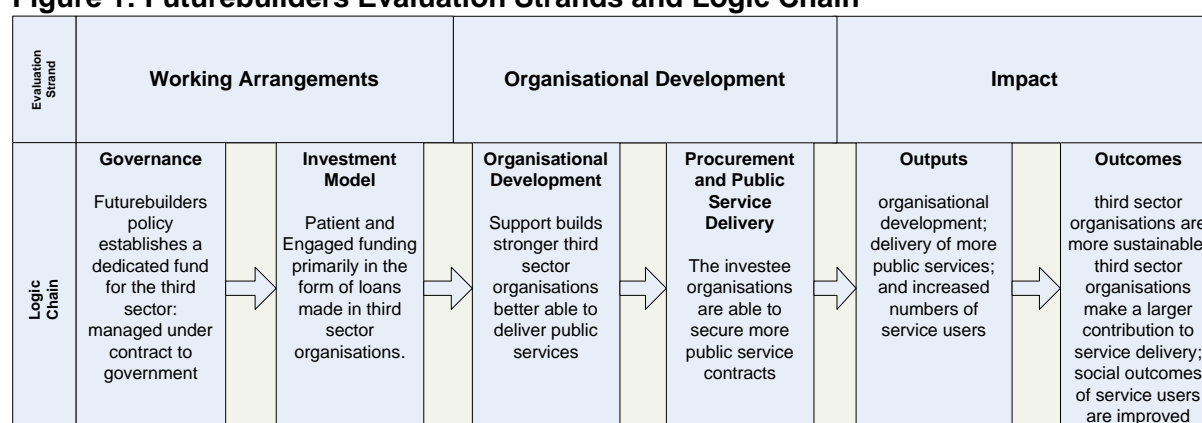 Figure 1: Futurebuilders Evaluation Strands and Logic Chain
Evaluation
Strand
Working Arrangements
Organisational Development
Impact
Logic
Chain
Governance
Futurebuilders
policy
establishes a
dedicated fund
for the third
sector:
managed under
contract to
government
Investment
Model
Patient and
Engaged funding
primarily in the
form of loans
made in third
sector
organisations.
Organisational
Development
Support builds
stronger third
sector
organisations
better able to
deliver public
services
Procurement
and Public
Service
Delivery
The investee
organisations
are able to
secure more
public service
contracts
Outputs
organisational
development;
delivery of more
public services;
and increased
numbers of
service users
Outcomes
third sector
organisations are
more sustainable
third sector
organisations
make a larger
contribution to
service delivery;
social outcomes
of service users
are improved